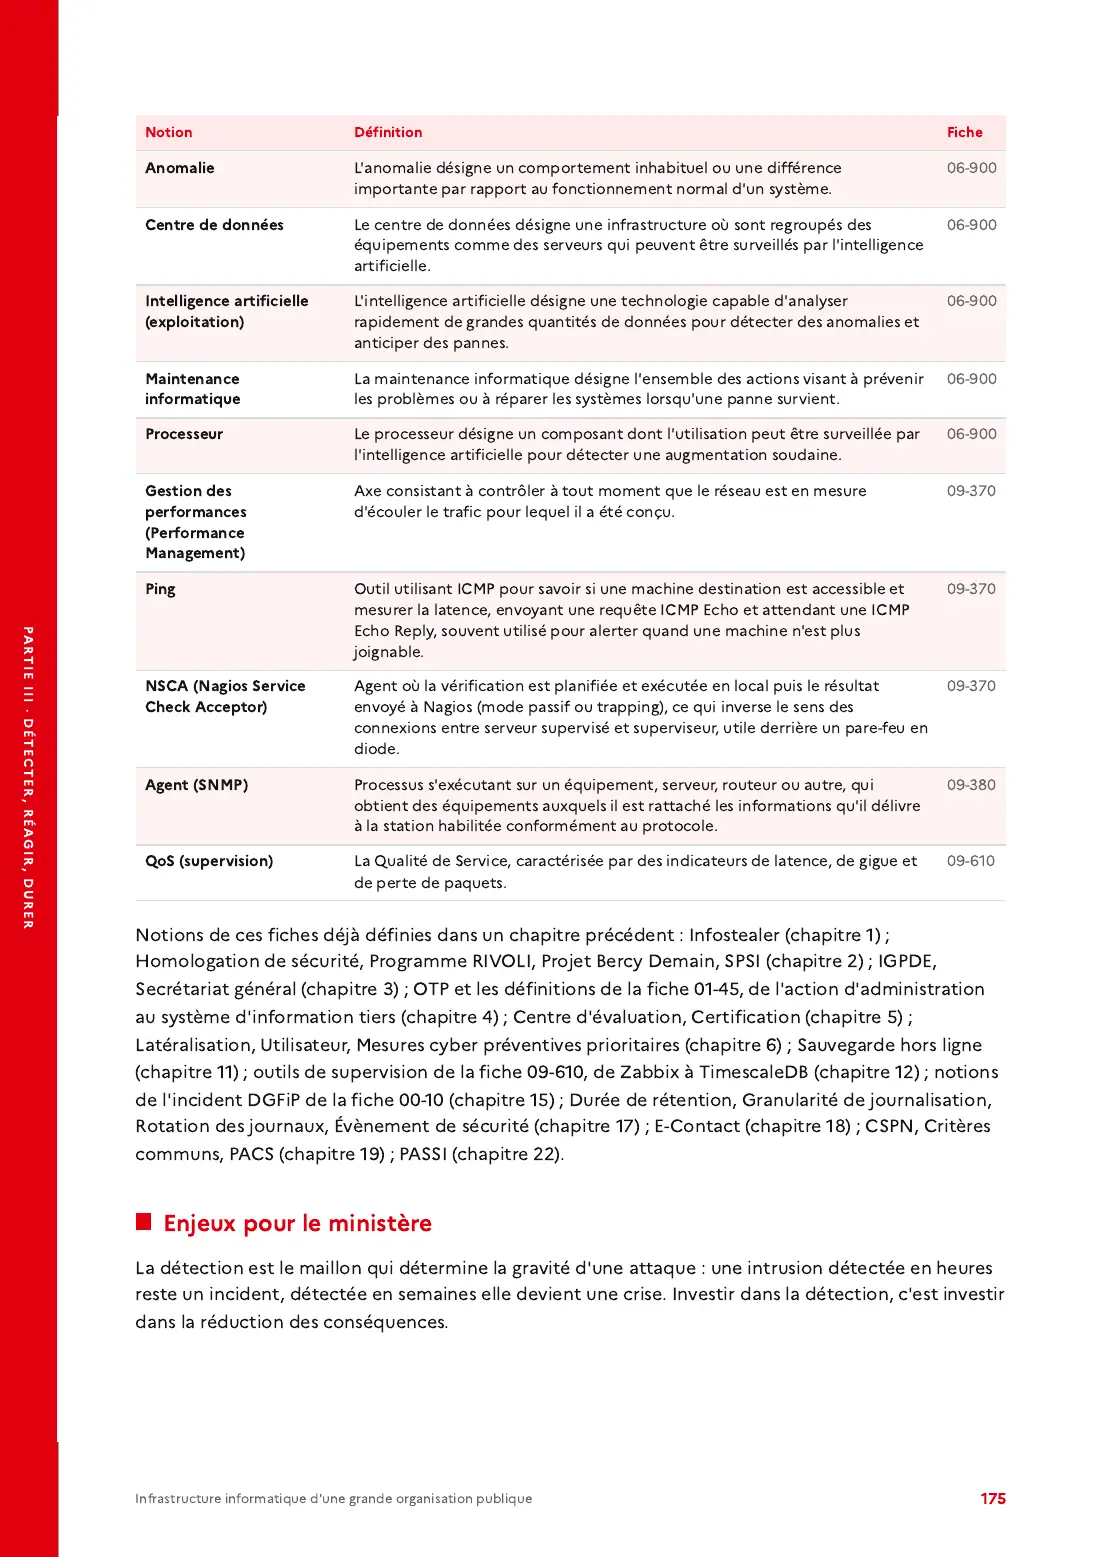 Notion Définition Fiche
Anomalie L'anomalie désigne un comportement inhabituel ou une différence 06-900
importante par rapport au fonctionnement normal d'un système.
Centre de données Le centre de données désigne une infrastructure où sont regroupés des 06-900
équipements comme des serveurs qui peuvent être surveillés par l'intelligence
artificielle.
Intelligence artificielle L'intelligence artificielle désigne une technologie capable d'analyser 06-900
(exploitation) rapidement de grandes quantités de données pour détecter des anomalies et
anticiper des pannes.
Maintenance La maintenance informatique désigne l'ensemble des actions visant à prévenir 06-900
informatique les problèmes ou à réparer les systèmes lorsqu'une panne survient.
Processeur Le processeur désigne un composant dont l'utilisation peut être surveillée par 06-900
l'intelligence artificielle pour détecter une augmentation soudaine.
Gestion des Axe consistant à contrôler à tout moment que le réseau est en mesure 09-370
performances d'écouler le trafic pour lequel il a été conçu.
(Performance
Management)
Ping Outil utilisant ICMP pour savoir si une machine destination est accessible et 09-370
mesurer la latence, envoyant une requête ICMP Echo et attendant une ICMP
Echo Reply, souvent utilisé pour alerter quand une machine n'est plus
joignable.
NSCA (Nagios Service Agent où la vérification est planifiée et exécutée en local puis le résultat 09-370
Check Acceptor) envoyé à Nagios (mode passif ou trapping), ce qui inverse le sens des
connexions entre serveur supervisé et superviseur, utile derrière un pare-feu en
diode.
Agent (SNMP) Processus s'exécutant sur un équipement, serveur, routeur ou autre, qui 09-380
obtient des équipements auxquels il est rattaché les informations qu'il délivre
à la station habilitée conformément au protocole.
QoS (supervision) La Qualité de Service, caractérisée par des indicateurs de latence, de gigue et 09-610
de perte de paquets.
Notions de ces fiches déjà définies dans un chapitre précédent : Infostealer (chapitre 1) ;
Homologation de sécurité, Programme RIVOLI, Projet Bercy Demain, SPSI (chapitre 2) ; IGPDE,
Secrétariat général (chapitre 3) ; OTP et les définitions de la fiche 01-45, de l'action d'administration
au système d'information tiers (chapitre 4) ; Centre d'évaluation, Certification (chapitre 5) ;
Latéralisation, Utilisateur, Mesures cyber préventives prioritaires (chapitre 6) ; Sauvegarde hors ligne
(chapitre 11) ; outils de supervision de la fiche 09-610, de Zabbix à TimescaleDB (chapitre 12) ; notions
de l'incident DGFiP de la fiche 00-10 (chapitre 15) ; Durée de rétention, Granularité de journalisation,
Rotation des journaux, Évènement de sécurité (chapitre 17) ; E-Contact (chapitre 18) ; CSPN, Critères
communs, PACS (chapitre 19) ; PASSI (chapitre 22).
Enjeux pour le ministère
La détection est le maillon qui détermine la gravité d'une attaque : une intrusion détectée en heures
reste un incident, détectée en semaines elle devient une crise. Investir dans la détection, c'est investir
dans la réduction des conséquences.
PARTIE III · DÉTECTER, RÉAGIR, DURER
Infrastructure informatique d'une grande organisation publique 175